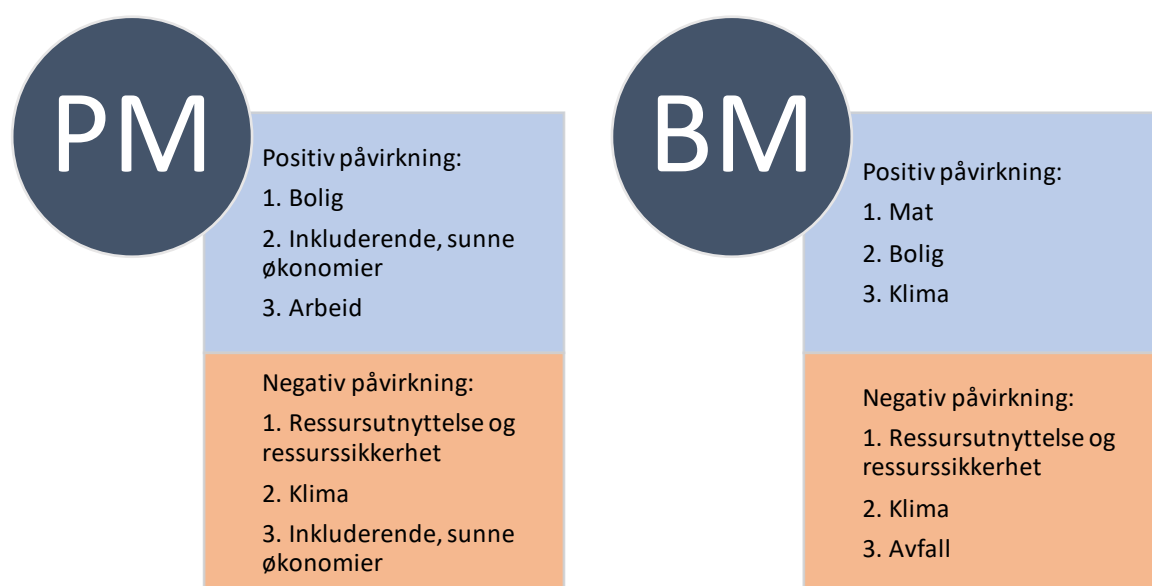 PM
Positiv påvirkning:
1. Bolig
2. Inkluderende, sunne
økonomier
3. Arbeid
Negativ påvirkning:
1. Ressursutnyttelse og
ressurssikkerhet
2. Klima
3. Inkluderende, sunne
økonomier
BM
Positiv påvirkning:
1. Mat
2. Bolig
3. Klima
Negativ påvirkning:
1. Ressursutnyttelse og
ressurssikkerhet
2. Klima
3. Avfall